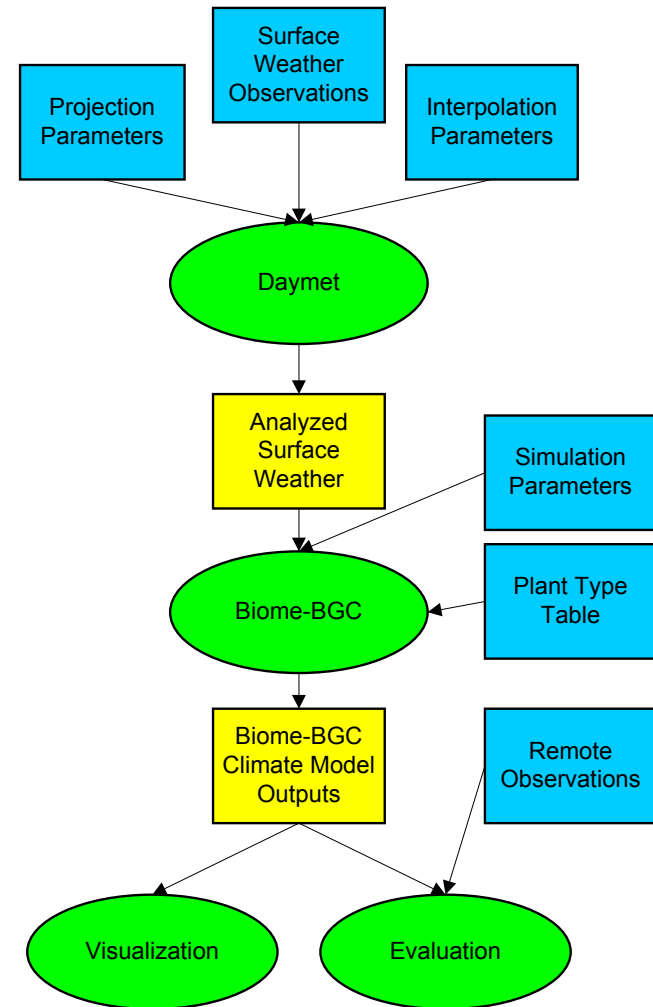 Surface
Weather
Observations
Projection
Parameters
Interpolation
Parameters
Daymet
Analyzed
Surface
Weather
Simulation
Parameters
Plant Type
Table
Biome-BGC
Biome-BGC
Climate Model
Outputs
Remote
Observations
Visualization
Evaluation